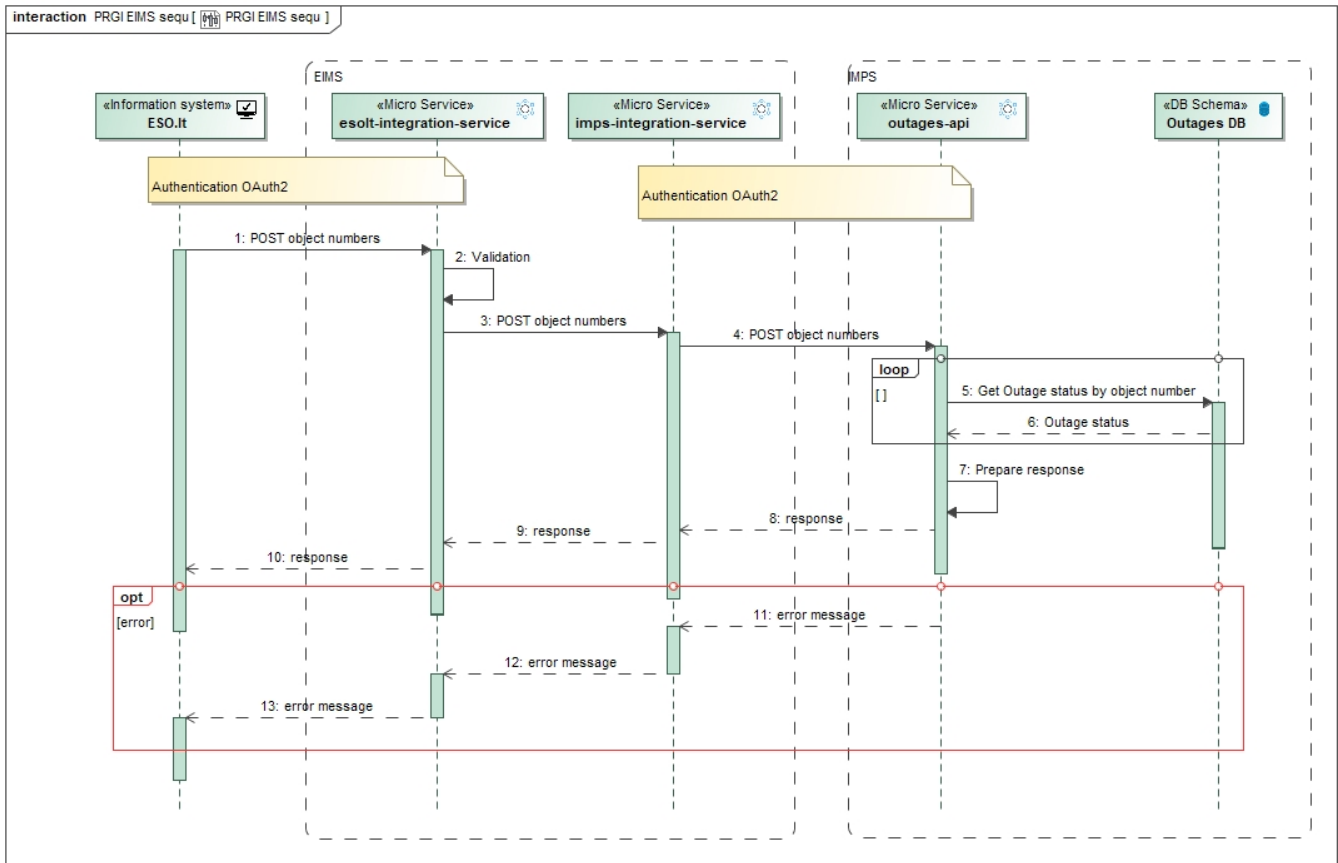 interaction PRGI EIMS sequ [ PRGI EIMS sequ ]
EIMS
IMPS
«Information system»
ESO.lt
«Micro Service»
esolt-integration-service
«Micro Service»
imps-integration-service
«Micro Service»
outages-api
«DB Schema»
Outages DB
Authentication OAuth2
Authentication OAuth2
1: POST object numbers
2: Validation
3: POST object numbers
4: POST object numbers
loop
[ ]
5: Get Outage status by object number
6: Outage status
7: Prepare response
8: response
9: response
10: response
opt
[error]
11: error message
12: error message
13: error message